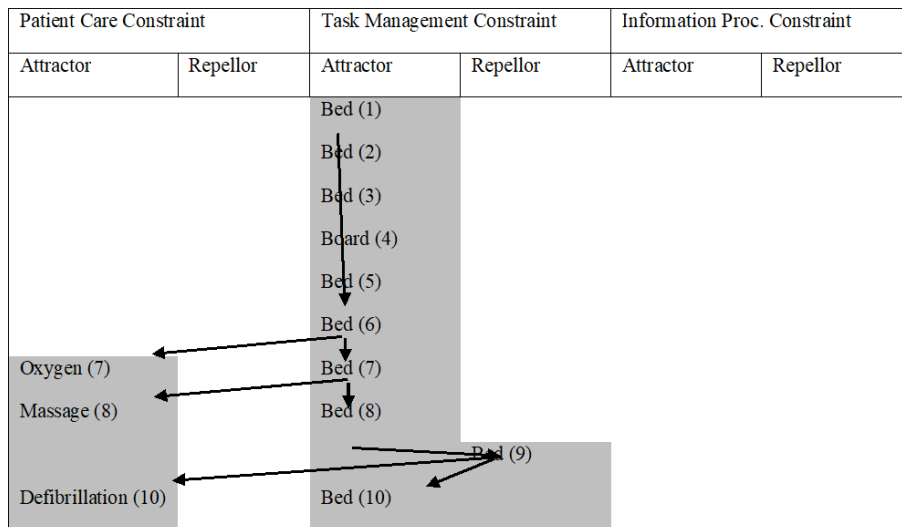 Patient Care Constraint Task Management Constraint Information Proc. Constraint
Attractor Repellor Attractor Repellor Attractor Repellor
Bed (1)
Bed (2)
Bed (3)
Board (4)
Bed (5)
Bed (6)
Oxygen (7) Bed (7)
Massage (8) Bed (8)
Bed (9)
Defibrillation (10) Bed (10)